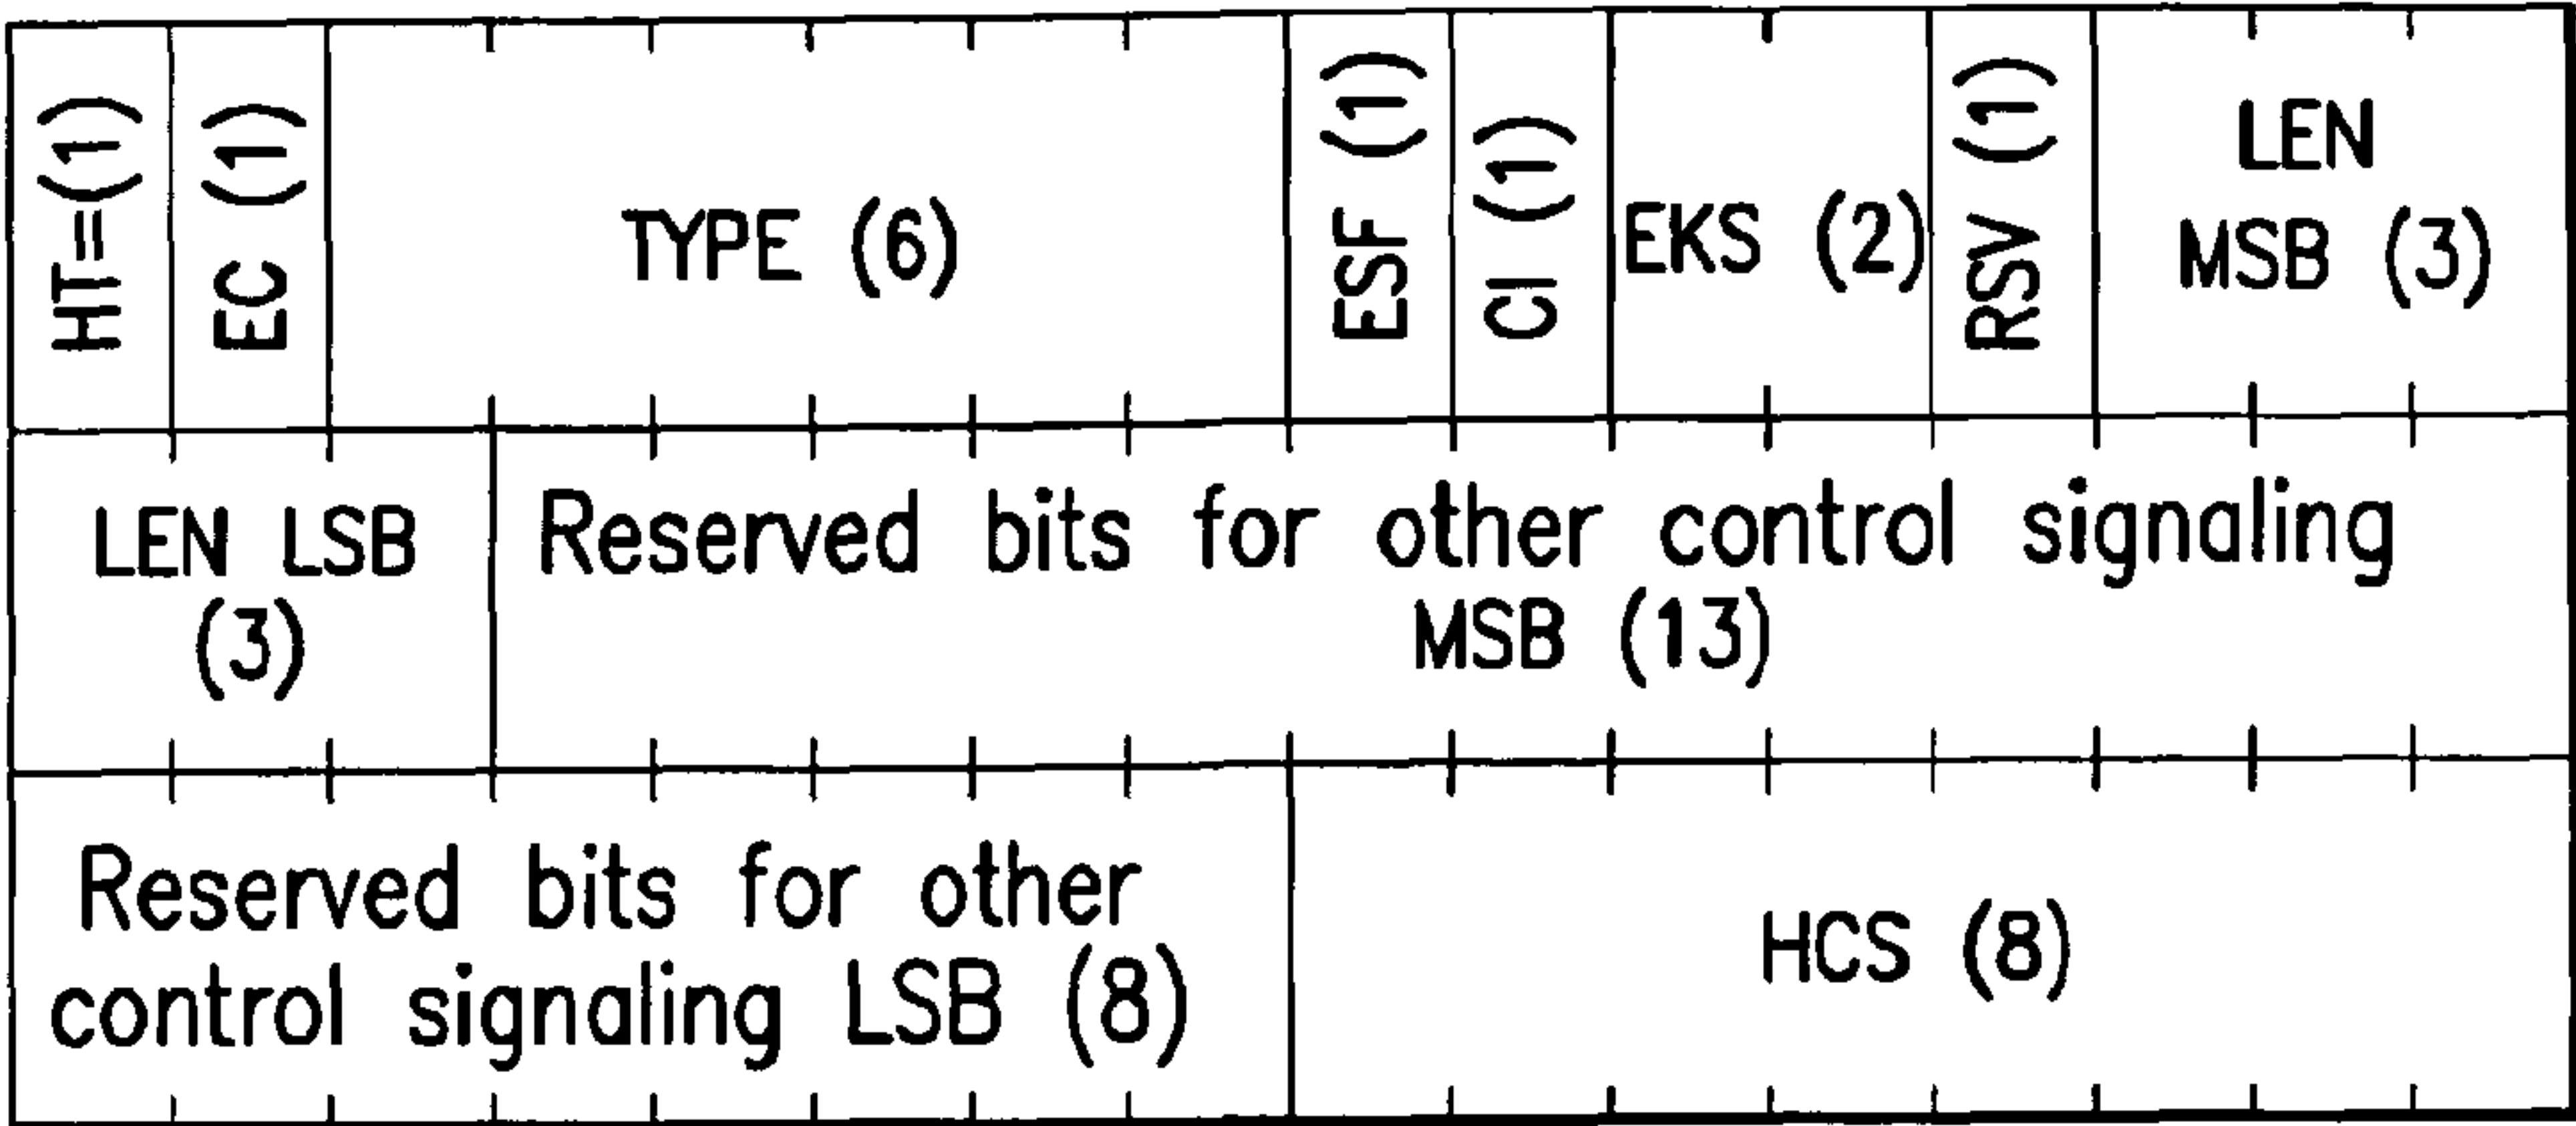 HT=(1)
EC (1)
TYPE (6)
ESF (1)
CI (1)
EKS (2)
RSV (1)
LEN
MSB (3)
LEN LSB
(3)
Reserved bits for other control signaling
MSB (13)
Reserved bits for other
control signaling LSB (8)
HCS (8)